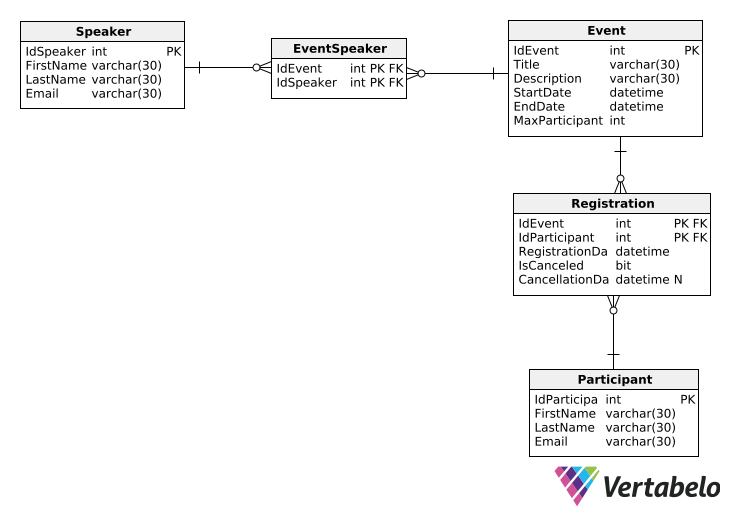 Speaker
IdSpeaker int PK
FirstName varchar(30)
LastName varchar(30)
Email varchar(30)
EventSpeaker
IdEvent int PK FK
IdSpeaker int PK FK
Event
IdEvent int PK
Title varchar(30)
Description varchar(30)
StartDate datetime
EndDate datetime
MaxParticipant int
Registration
IdEvent int PK FK
IdParticipant int PK FK
RegistrationDa datetime
IsCanceled bit
CancellationDa datetime N
Participant
IdParticipa int PK
FirstName varchar(30)
LastName varchar(30)
Email varchar(30)
Vertabelo